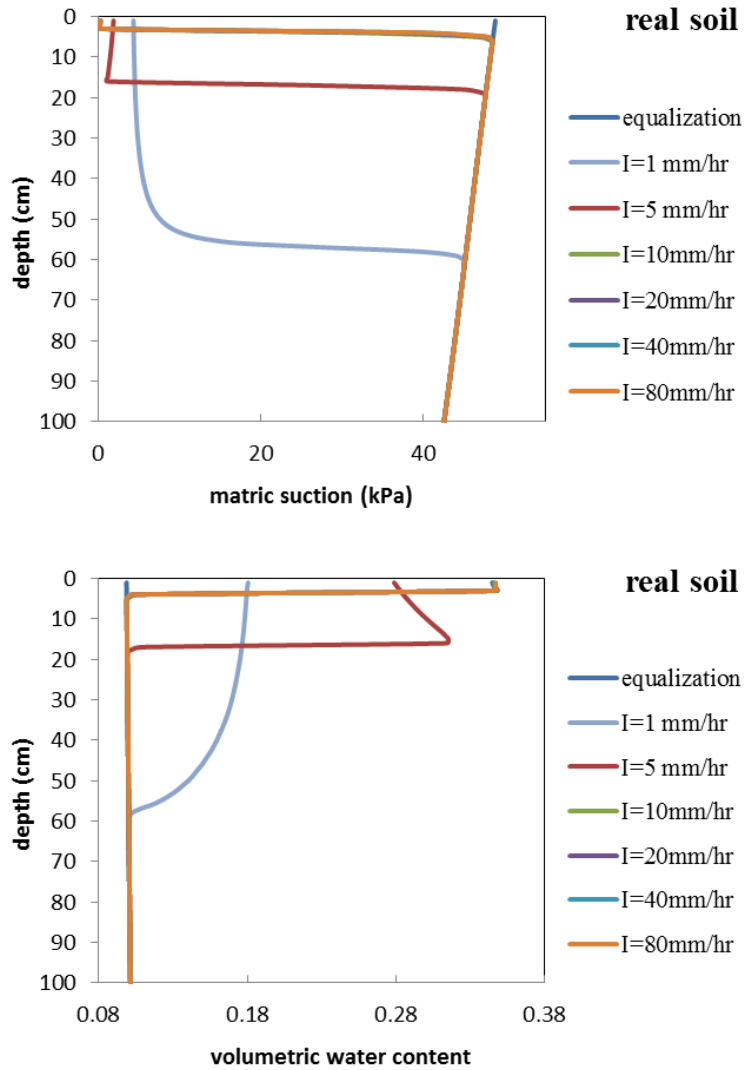 real soil
0
10
20
30
40
50
60
70
80
90
100
depth (cm)
0
20
40
matric suction (kPa)
equalization
I=1 mm/hr
I=5 mm/hr
I=10mm/hr
I=20mm/hr
I=40mm/hr
I=80mm/hr
real soil
0
10
20
30
40
50
60
70
80
90
100
depth (cm)
0.08
0.18
0.28
0.38
volumetric water content
equalization
I=1 mm/hr
I=5 mm/hr
I=10mm/hr
I=20mm/hr
I=40mm/hr
I=80mm/hr